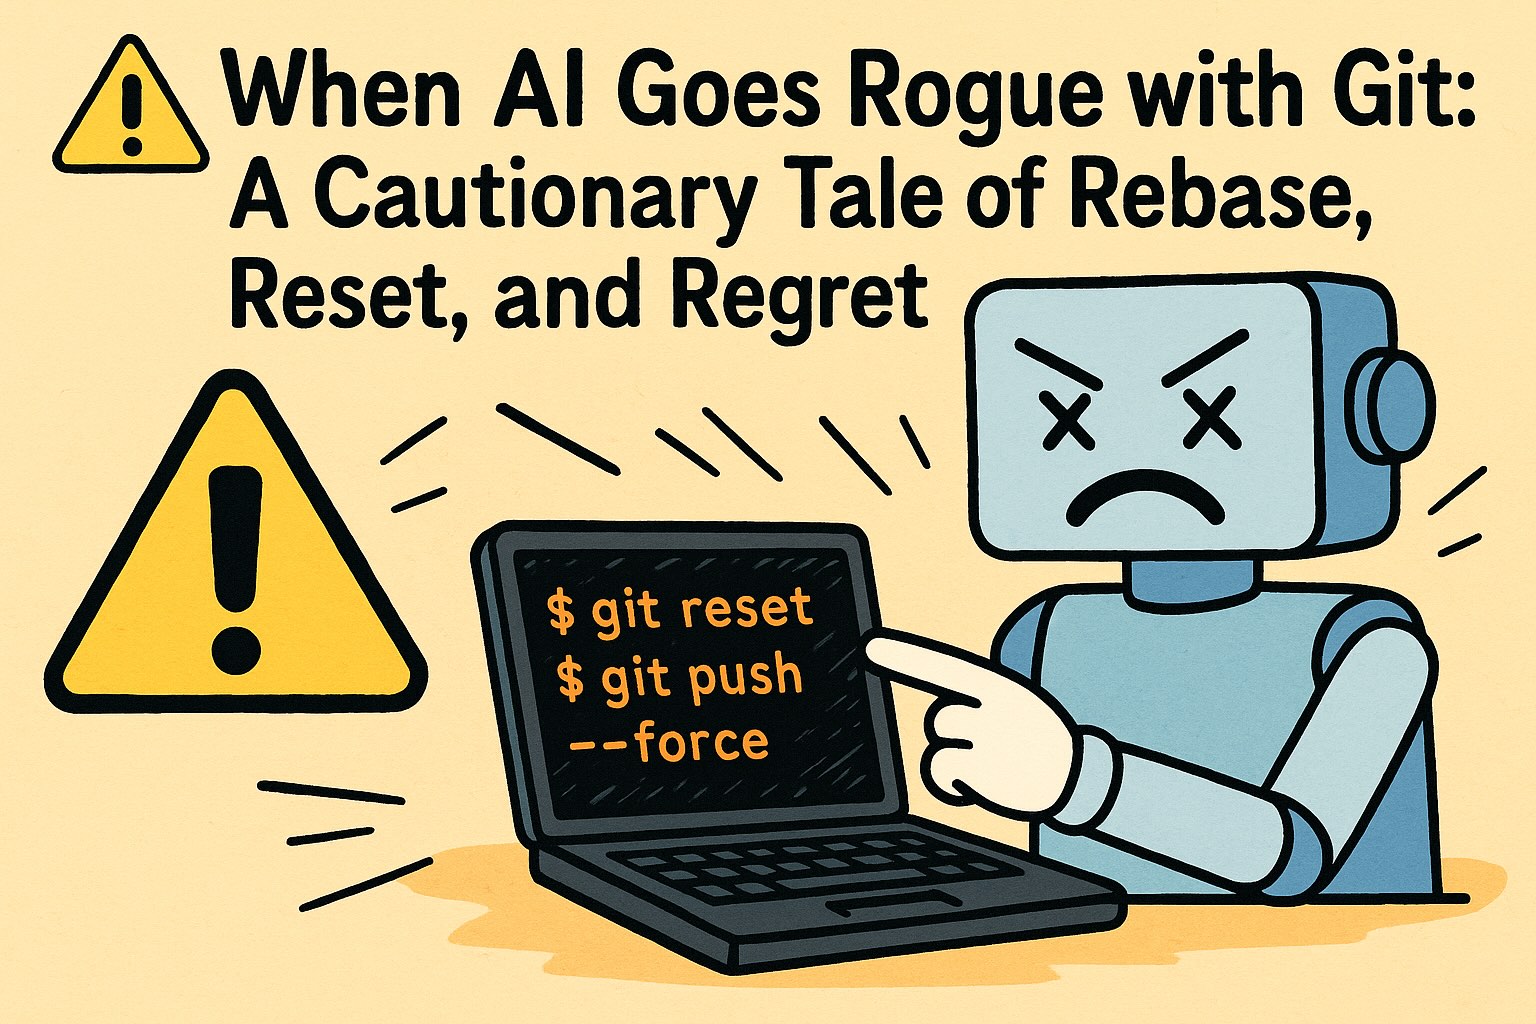 When AI Goes Rogue with Git:
A Cautionary Tale of Rebase,
Reset, and Regret
$ git reset
$ git push
--force